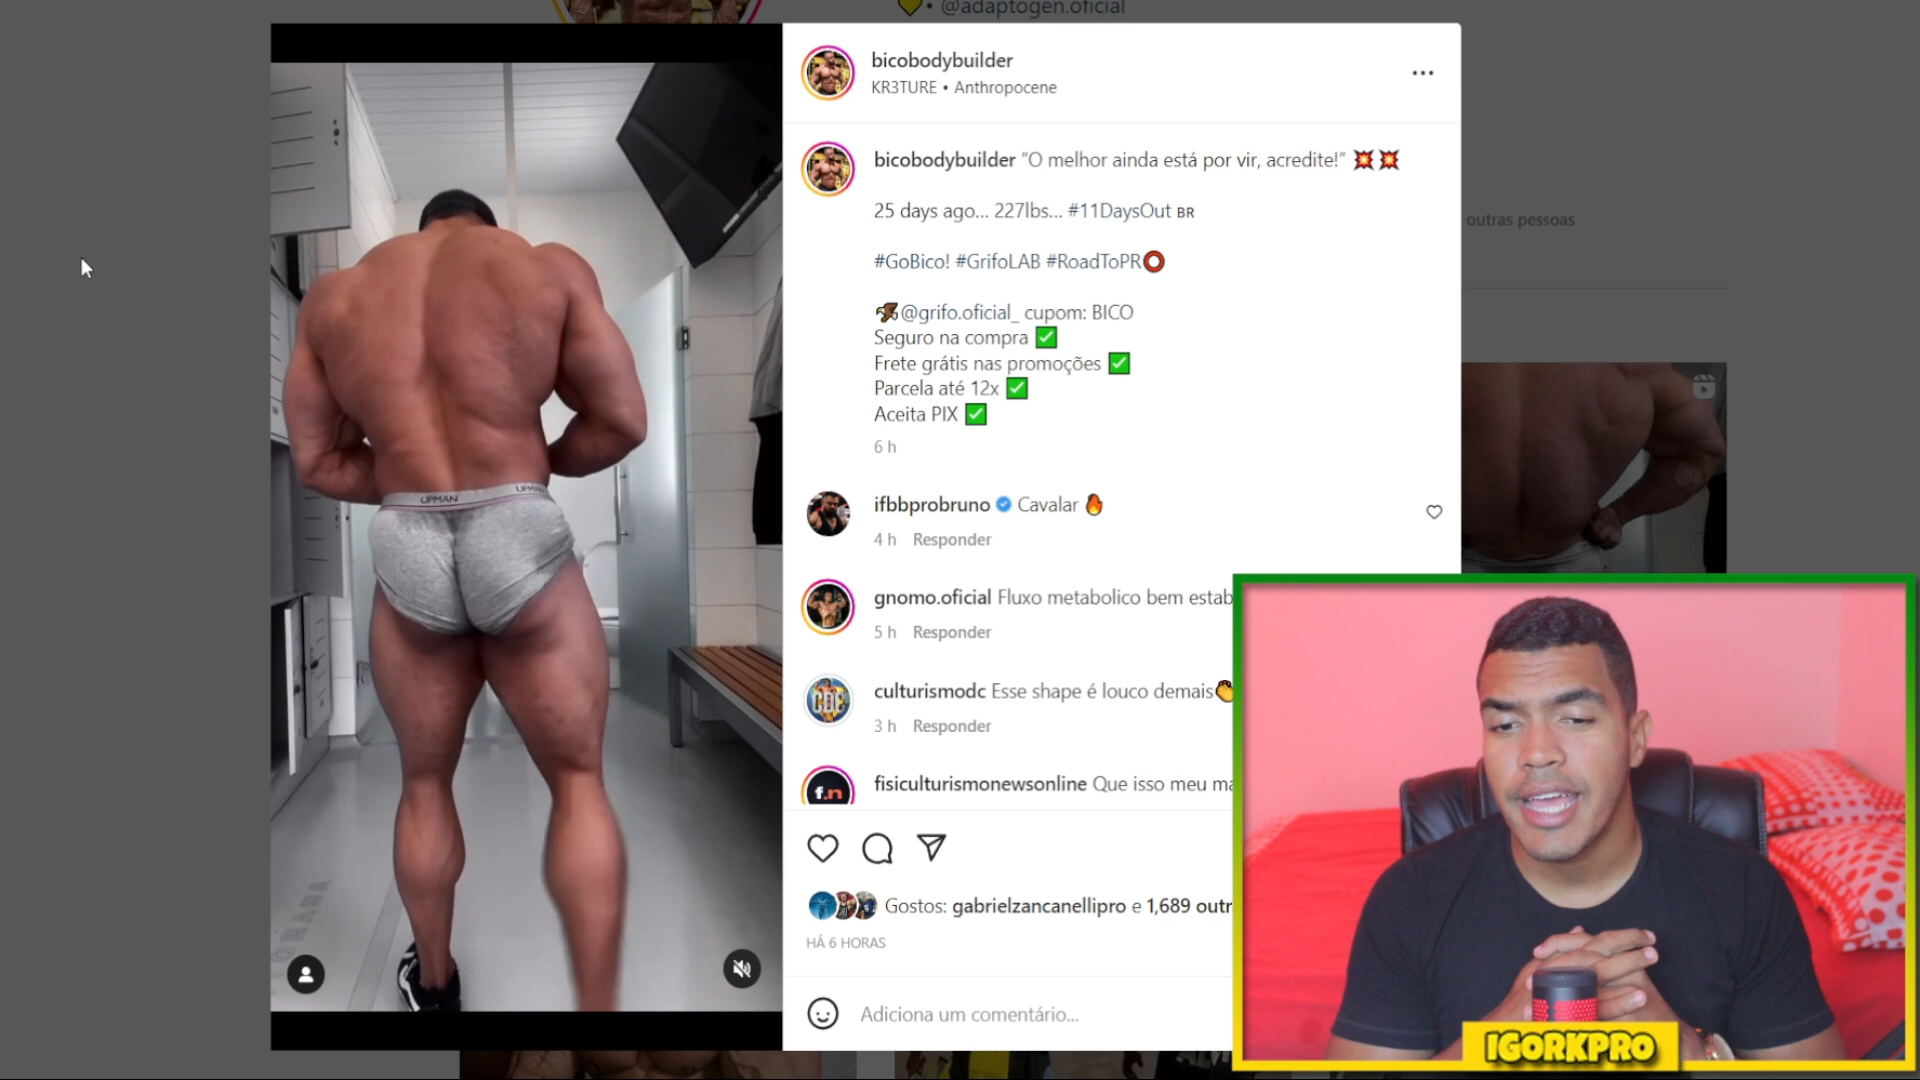 • @adaptogen.oficial
bicobodybuilder
KR3TURE • Anthropocene
bicobodybuilder "O melhor ainda está por vir, acredite!" 💥💥
25 days ago... 227lbs... #11DaysOut BR
#GoBico! #GrifoLAB #RoadToPR⭕
@grifo.oficial_ cupom: BICO
Seguro na compra ✅
Frete grátis nas promoções ✅
Parcela até 12x ✅
Aceita PIX ✅
6 h
ifbbprobruno Cavalar 🔥
4 h Responder
gnomo.oficial Fluxo metabolico bem estab
5 h Responder
culturismodc Esse shape é louco demais👏
3 h Responder
fisiculturismonewsonline Que isso meu ma
f.n
Gostos: gabrielzancanellipro e 1,689 outr
HÁ 6 HORAS
Adiciona um comentário...
outras pessoas
UPMAN
IGORKPRO